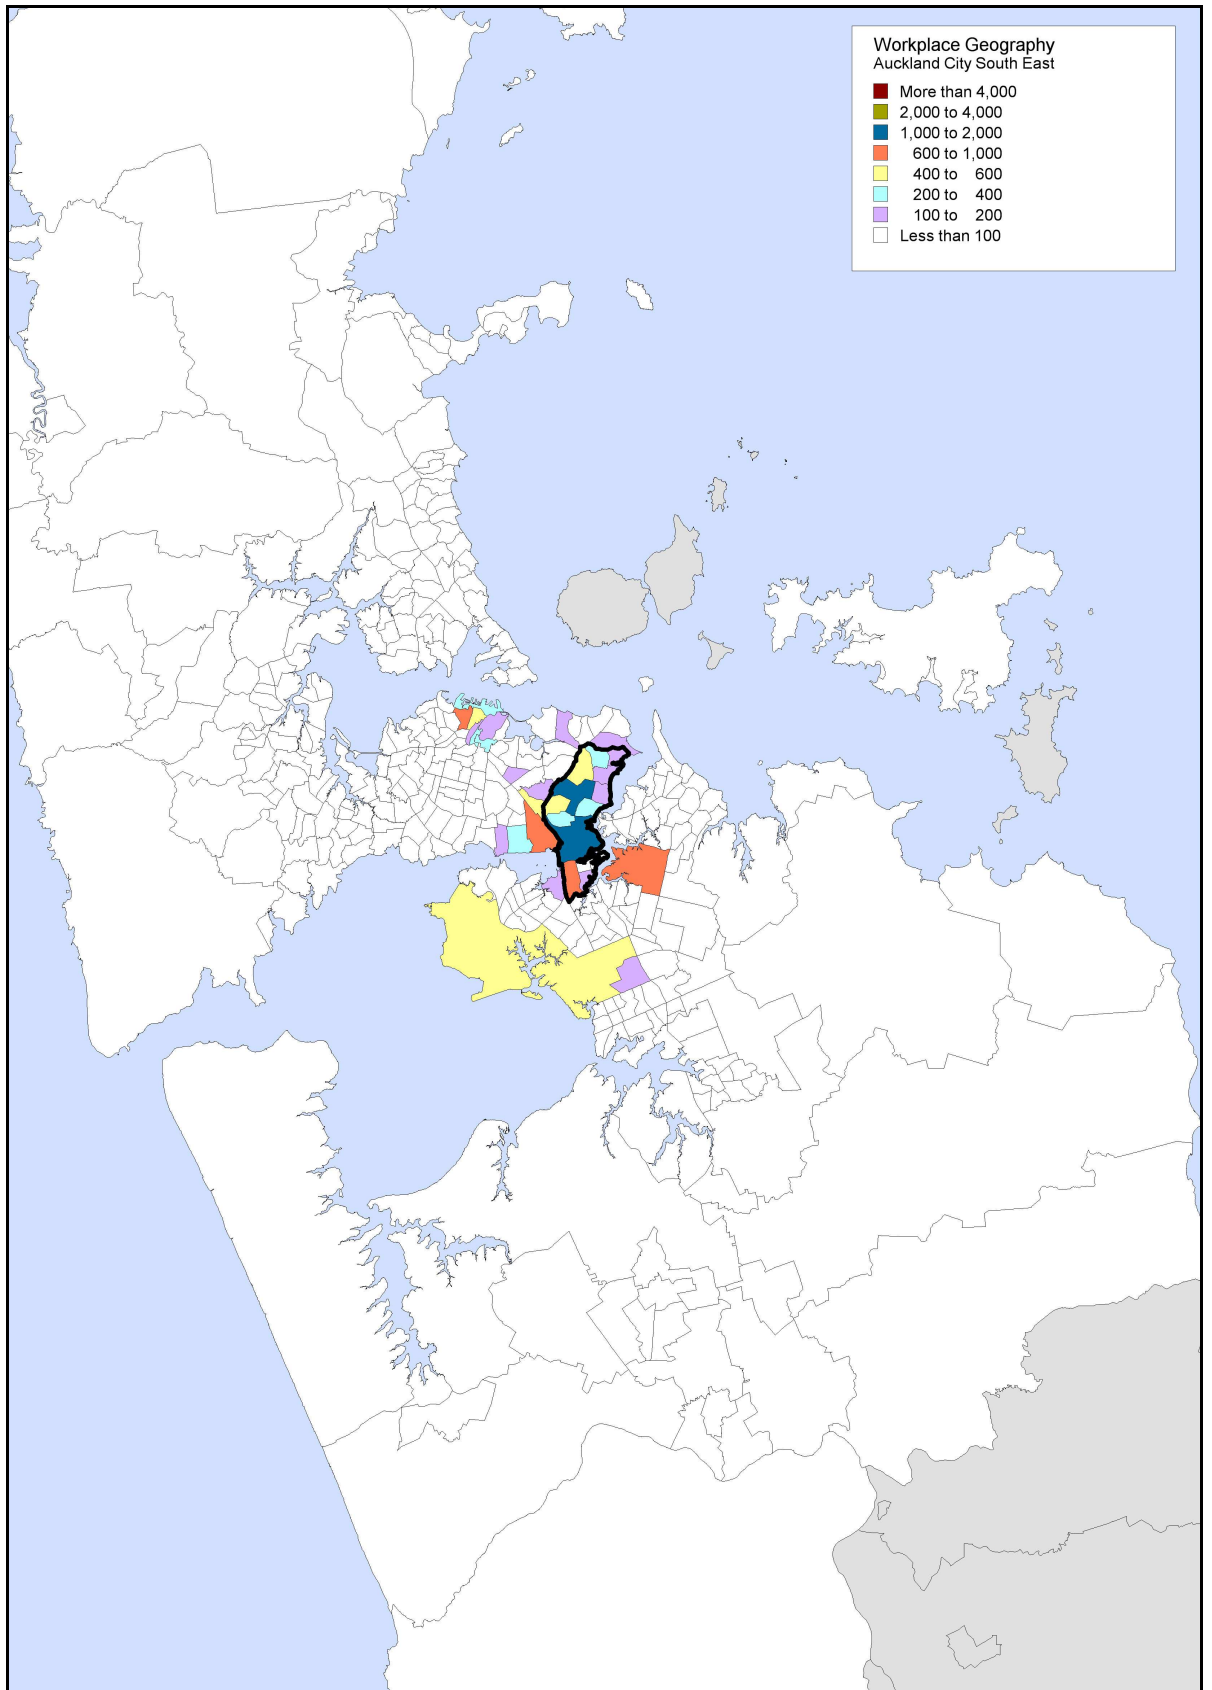 Workplace Geography
Auckland City South East
More than 4,000
2,000 to 4,000
1,000 to 2,000
600 to 1,000
400 to 600
200 to 400
100 to 200
Less than 100